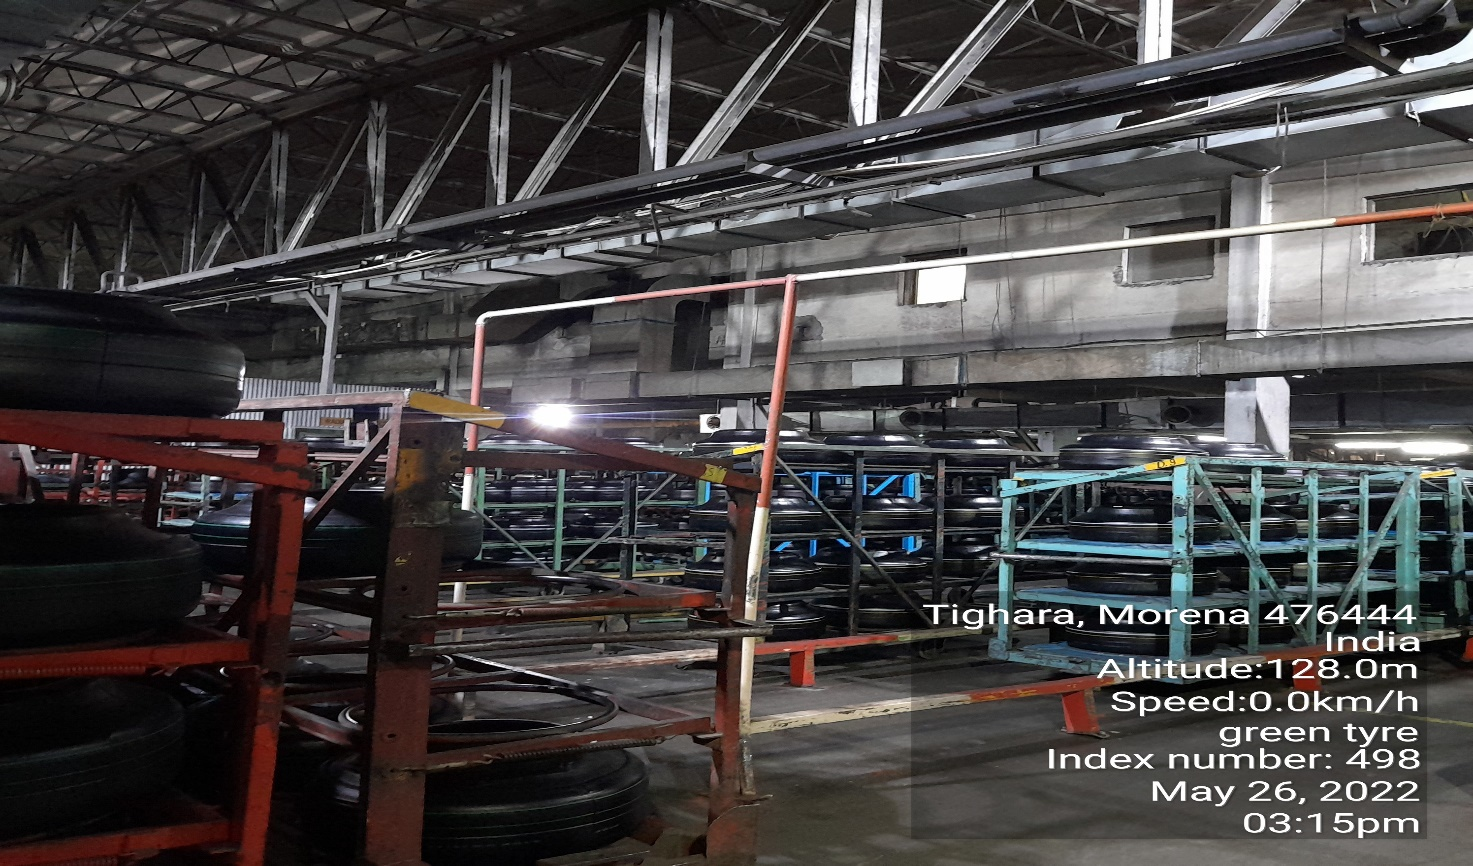 Tighara, Morena 476444
India
Altitude:128.0m
Speed:0.0km/h
green tyre
Index number: 498
May 26, 2022
03:15pm